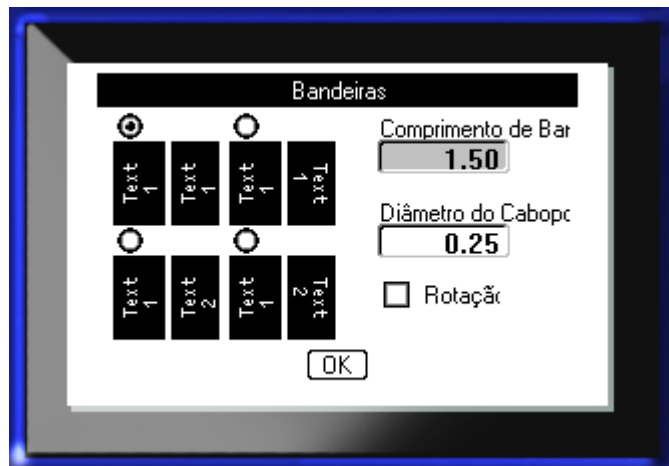 Bandeiras
Comprimento de Bar
1.50
Text 1
Text 1
Text 1
Text 1
Diâmetro do Cabopc
0.25
Text 1
Text 2
Text 1
Text 2
Rotação
OK